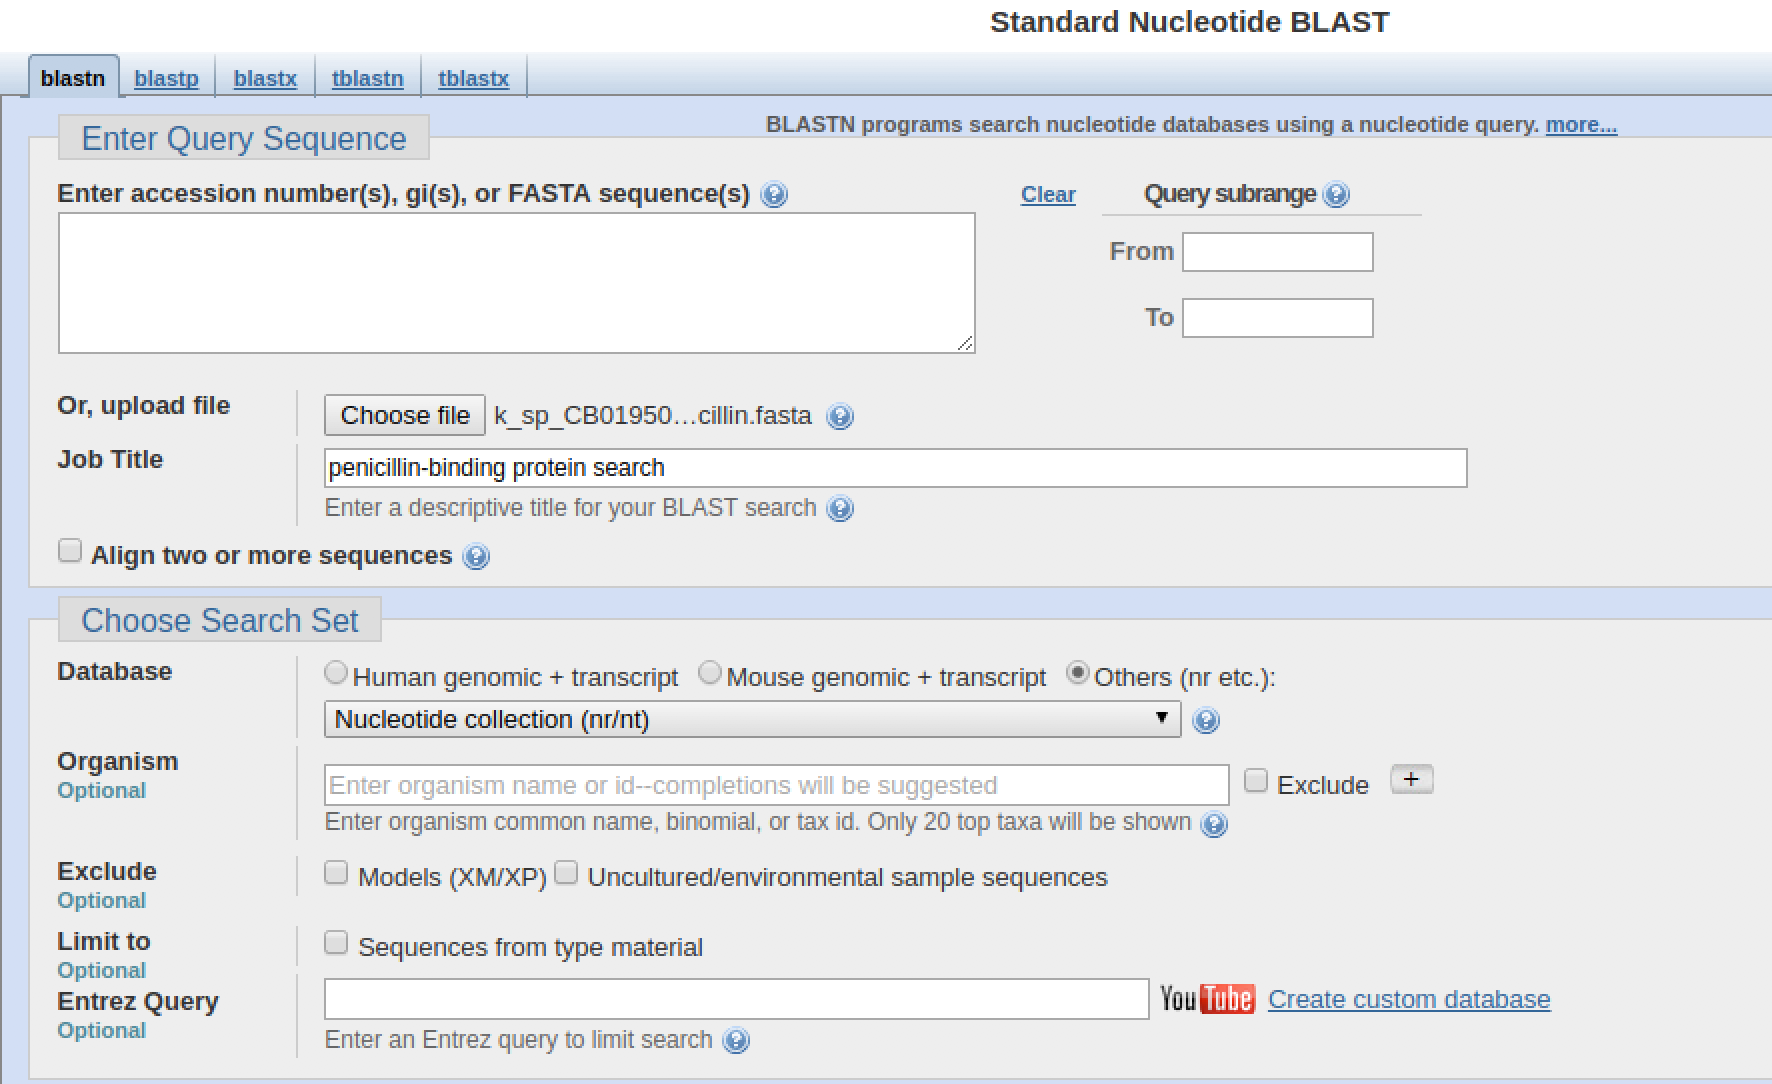 Standard Nucleotide BLAST
blastn blastp blastx tblastn tblastx
BLASTN programs search nucleotide databases using a nucleotide query. more...
Enter Query Sequence
Enter accession number(s), gi(s), or FASTA sequence(s) Clear Query subrange
From
To
Or, upload file Choose file k_sp_CB01950…cillin.fasta
Job Title penicillin-binding protein search
Enter a descriptive title for your BLAST search
Align two or more sequences
Choose Search Set
Database Human genomic + transcript Mouse genomic + transcript Others (nr etc.):
Nucleotide collection (nr/nt)
Organism
Optional
Enter organism name or id--completions will be suggested Exclude +
Enter organism common name, binomial, or tax id. Only 20 top taxa will be shown
Exclude
Optional
Models (XM/XP) Uncultured/environmental sample sequences
Limit to
Optional
Sequences from type material
Entrez Query
Optional
YouTube Create custom database
Enter an Entrez query to limit search